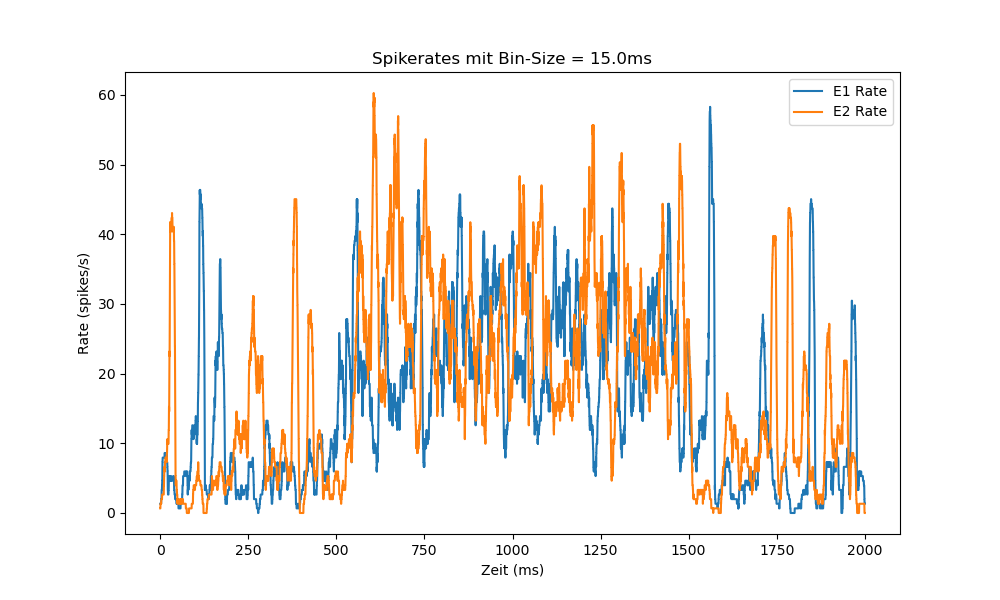 Spikerates mit Bin-Size = 15.0ms
E1 Rate
E2 Rate
60
50
40
30
20
10
0
Rate (spikes/s)
0 250 500 750 1000 1250 1500 1750 2000
Zeit (ms)